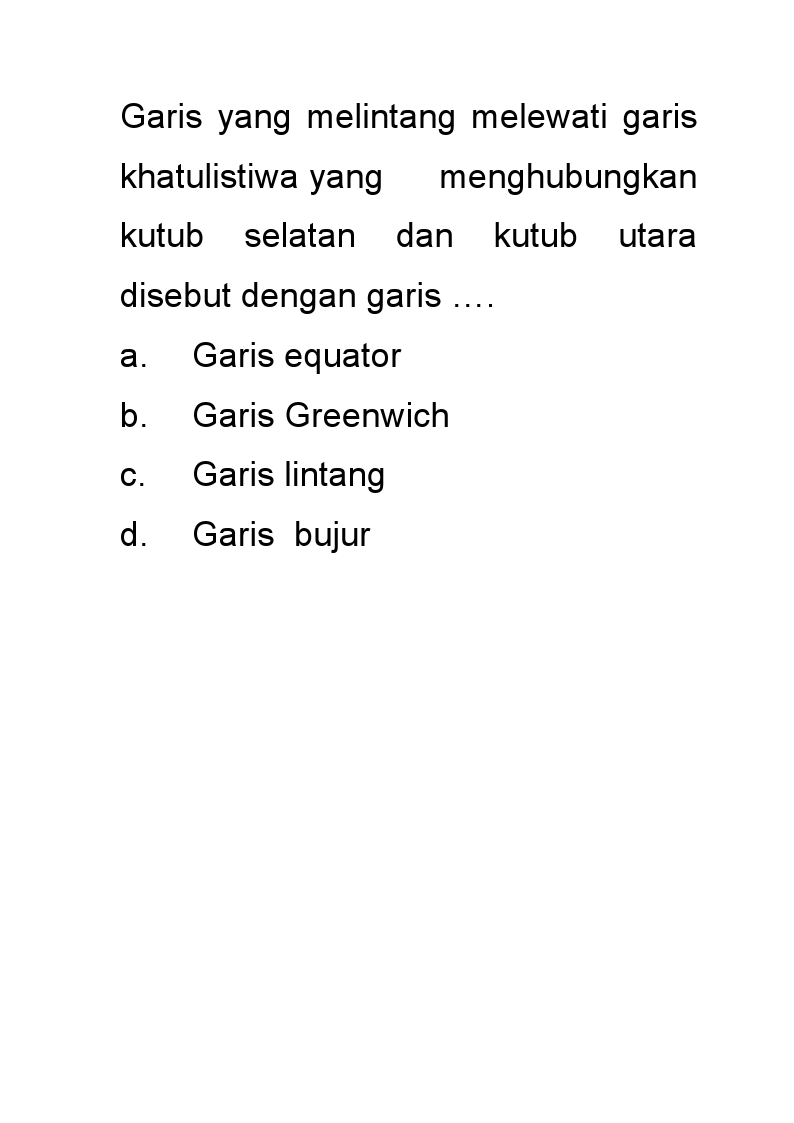 Garis yang melintang melewati garis
khatulistiwa yang menghubungkan
kutub selatan dan kutub utara
disebut dengan garis ….
a. Garis equator
b. Garis Greenwich
c. Garis lintang
d. Garis bujur